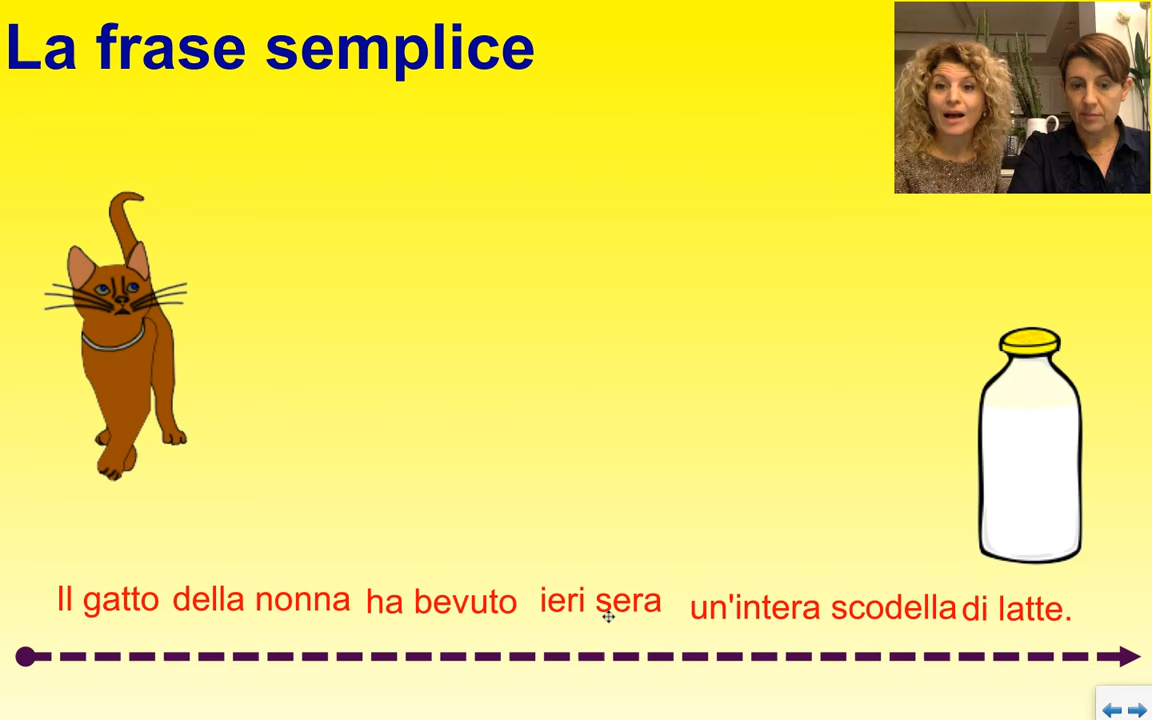 La frase semplice
Il gatto della nonna ha bevuto ieri sera un'intera scodella di latte.